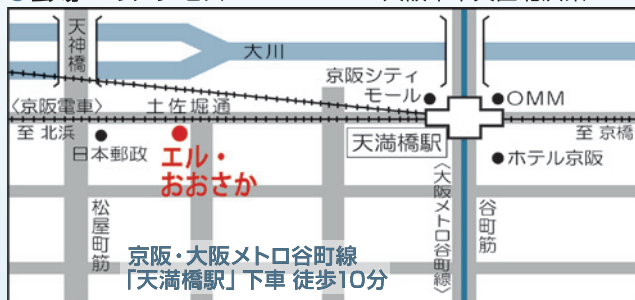 天神橋
大川
京阪シティ
モール
OMM
〈京阪電車〉
土佐堀通
至 北浜
至 京橋
日本郵政
エル・
おおさか
天満橋駅
ホテル京阪
松屋町筋
〈大阪メトロ谷町線〉
谷町筋
京阪・大阪メトロ谷町線
「天満橋駅」下車 徒歩10分